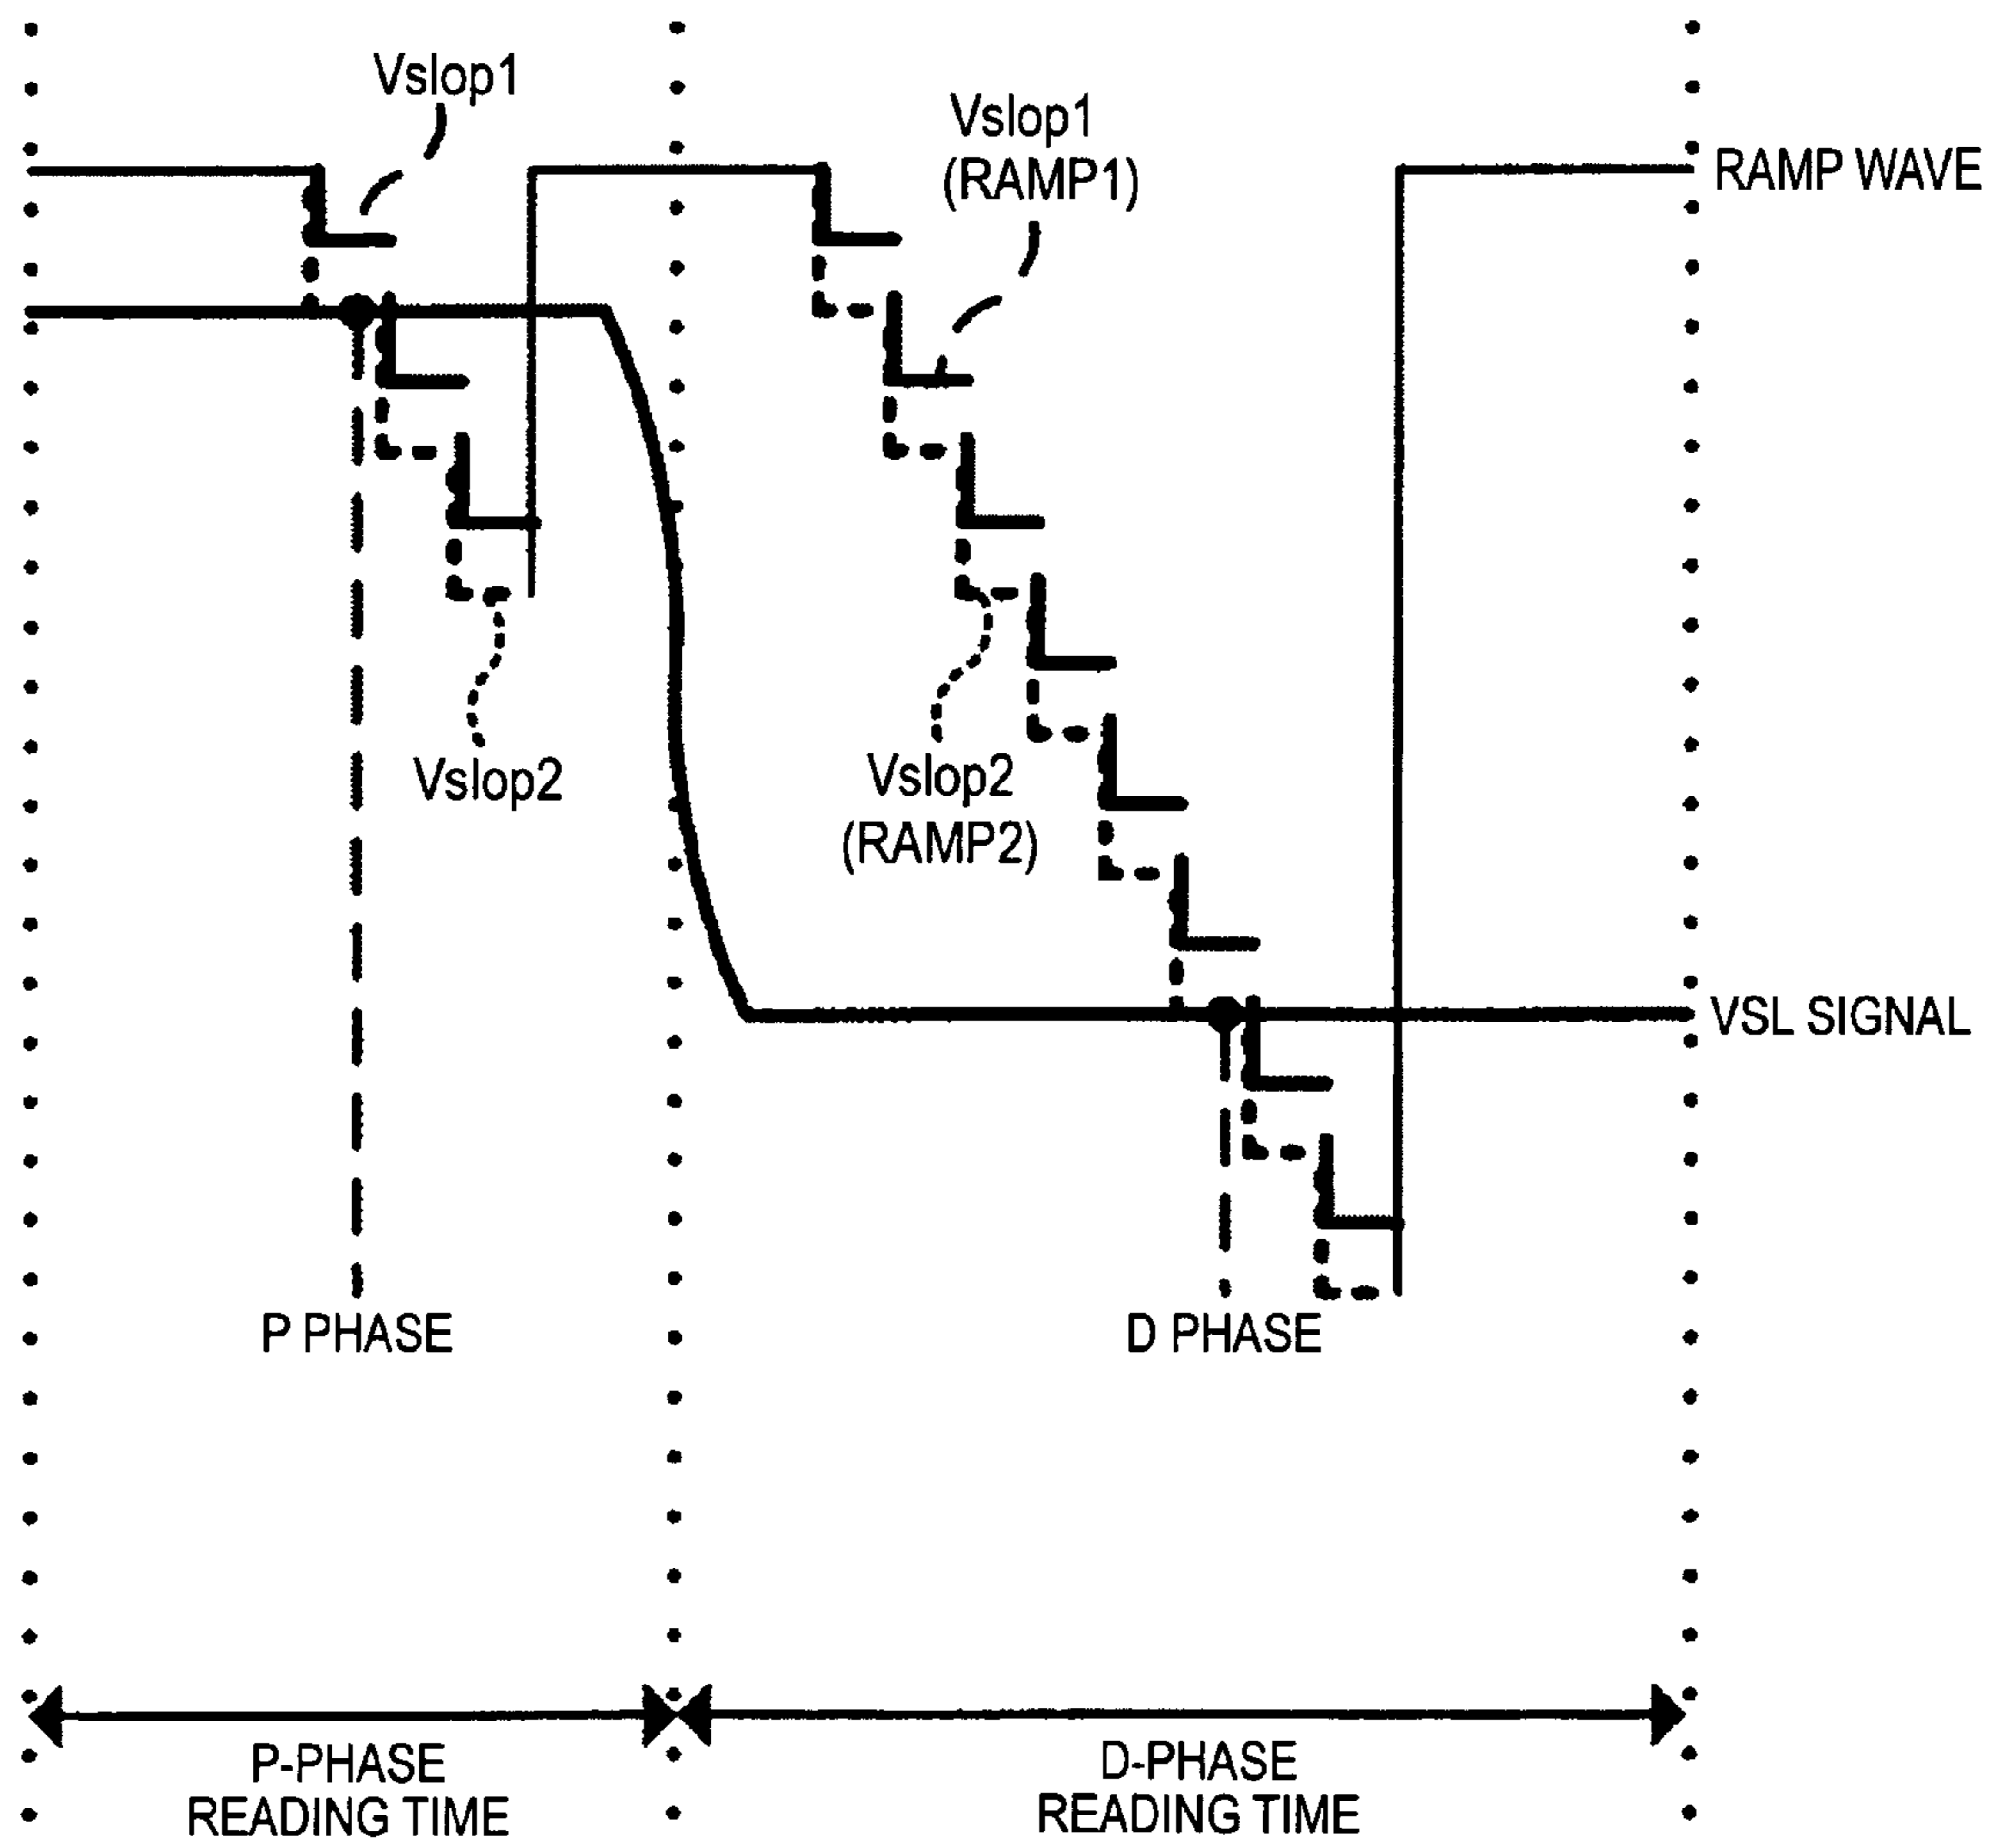 Vslop1
Vslop1
(RAMP1)
RAMP WAVE
Vslop2
Vslop2
(RAMP2)
VSL SIGNAL
P PHASE
D PHASE
P-PHASE
READING TIME
D-PHASE
READING TIME